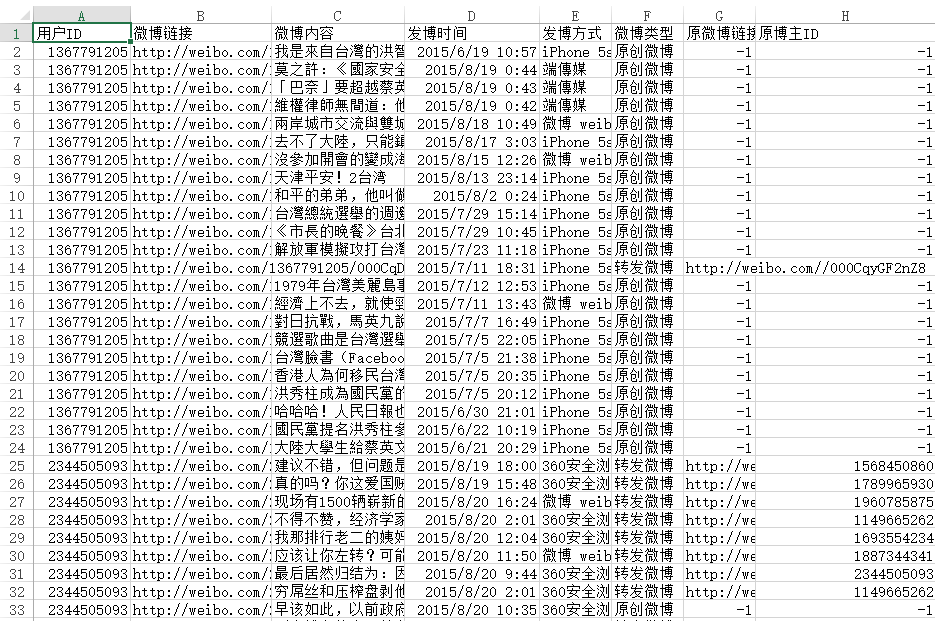 A B C D E F G H
1 用户ID 微博链接 微博内容 发博时间 发博方式 微博类型 原微博链接 原博主ID
2 1367791205 http://weibo.com/ 我是來自台灣的洪智 2015/6/19 10:57 iPhone 5s 原创微博 -1 -1
3 1367791205 http://weibo.com/ 莫之許：《國家安全 2015/8/19 0:44 端傳媒 原创微博 -1 -1
4 1367791205 http://weibo.com/ 「巴奈」要超越蔡英 2015/8/19 0:43 端傳媒 原创微博 -1 -1
5 1367791205 http://weibo.com/ 維權律師無間道：他 2015/8/19 0:42 端傳媒 原创微博 -1 -1
6 1367791205 http://weibo.com/ 兩岸城市交流與雙城 2015/8/18 10:49 微博 weib 原创微博 -1 -1
7 1367791205 http://weibo.com/ 去不了大陸，只能鎖 2015/8/17 3:03 iPhone 5s 原创微博 -1 -1
8 1367791205 http://weibo.com/ 沒參加開會的變成漢 2015/8/15 12:26 微博 weib 原创微博 -1 -1
9 1367791205 http://weibo.com/ 天津平安！2台湾 2015/8/13 23:14 iPhone 5s 原创微博 -1 -1
10 1367791205 http://weibo.com/ 和平的弟弟，他叫做 2015/8/2 0:24 iPhone 5s 原创微博 -1 -1
11 1367791205 http://weibo.com/ 台灣總統選舉的週邊 2015/7/29 15:14 iPhone 5s 原创微博 -1 -1
12 1367791205 http://weibo.com/ 《市長的晚餐》台北 2015/7/29 10:45 iPhone 5s 原创微博 -1 -1
13 1367791205 http://weibo.com/ 解放軍模擬攻打台灣 2015/7/23 11:18 iPhone 5s 原创微博 -1 -1
14 1367791205 http://weibo.com/1367791205/000CqD 2015/7/11 18:31 iPhone 5s 转发微博 http://weibo.com//000CqyGF2nZ8
15 1367791205 http://weibo.com/ 1979年台灣美麗島事 2015/7/12 12:53 iPhone 5s 原创微博 -1 -1
16 1367791205 http://weibo.com/ 經濟上不去，就使勁 2015/7/11 13:43 微博 weib 原创微博 -1 -1
17 1367791205 http://weibo.com/ 對日抗戰，馬英九說 2015/7/7 16:49 iPhone 5s 原创微博 -1 -1
18 1367791205 http://weibo.com/ 競選歌曲是台灣選舉 2015/7/5 22:05 iPhone 5s 原创微博 -1 -1
19 1367791205 http://weibo.com/ 台灣臉書（Faceboo 2015/7/5 21:38 iPhone 5s 原创微博 -1 -1
20 1367791205 http://weibo.com/ 香港人為何移民台灣 2015/7/5 20:35 iPhone 5s 原创微博 -1 -1
21 1367791205 http://weibo.com/ 洪秀柱成為國民黨的 2015/7/5 20:12 iPhone 5s 原创微博 -1 -1
22 1367791205 http://weibo.com/ 哈哈哈！人民日報也 2015/6/30 21:01 iPhone 5s 原创微博 -1 -1
23 1367791205 http://weibo.com/ 國民黨提名洪秀柱參 2015/6/22 10:19 iPhone 5s 原创微博 -1 -1
24 1367791205 http://weibo.com/ 大陸大學生給蔡英文 2015/6/21 20:29 iPhone 5s 原创微博 -1 -1
25 2344505093 http://weibo.com/ 建议不错，但问题是 2015/8/19 18:00 360安全浏 转发微博 http://we 1568450860
26 2344505093 http://weibo.com/ 真的吗？你这爱国贼 2015/8/19 15:48 360安全浏 转发微博 http://we 1789965930
27 2344505093 http://weibo.com/ 现场有1500辆崭新的 2015/8/20 16:24 微博 weib 转发微博 http://we 1960785875
28 2344505093 http://weibo.com/ 不得不赞，经济学家 2015/8/20 2:01 360安全浏 转发微博 http://we 1149665262
29 2344505093 http://weibo.com/ 我那排行老二的姨妈 2015/8/20 12:04 360安全浏 转发微博 http://we 1693554234
30 2344505093 http://weibo.com/ 应该让你左转？可能 2015/8/20 11:50 微博 weib 转发微博 http://we 1887344341
31 2344505093 http://weibo.com/ 最后居然归结为：因 2015/8/20 9:44 360安全浏 转发微博 http://we 2344505093
32 2344505093 http://weibo.com/ 穷屌丝和压榨盘剥他 2015/8/20 2:01 360安全浏 转发微博 http://we 1149665262
33 2344505093 http://weibo.com/ 早该如此，以前政府 2015/8/20 10:35 360安全浏 原创微博 -1 -1